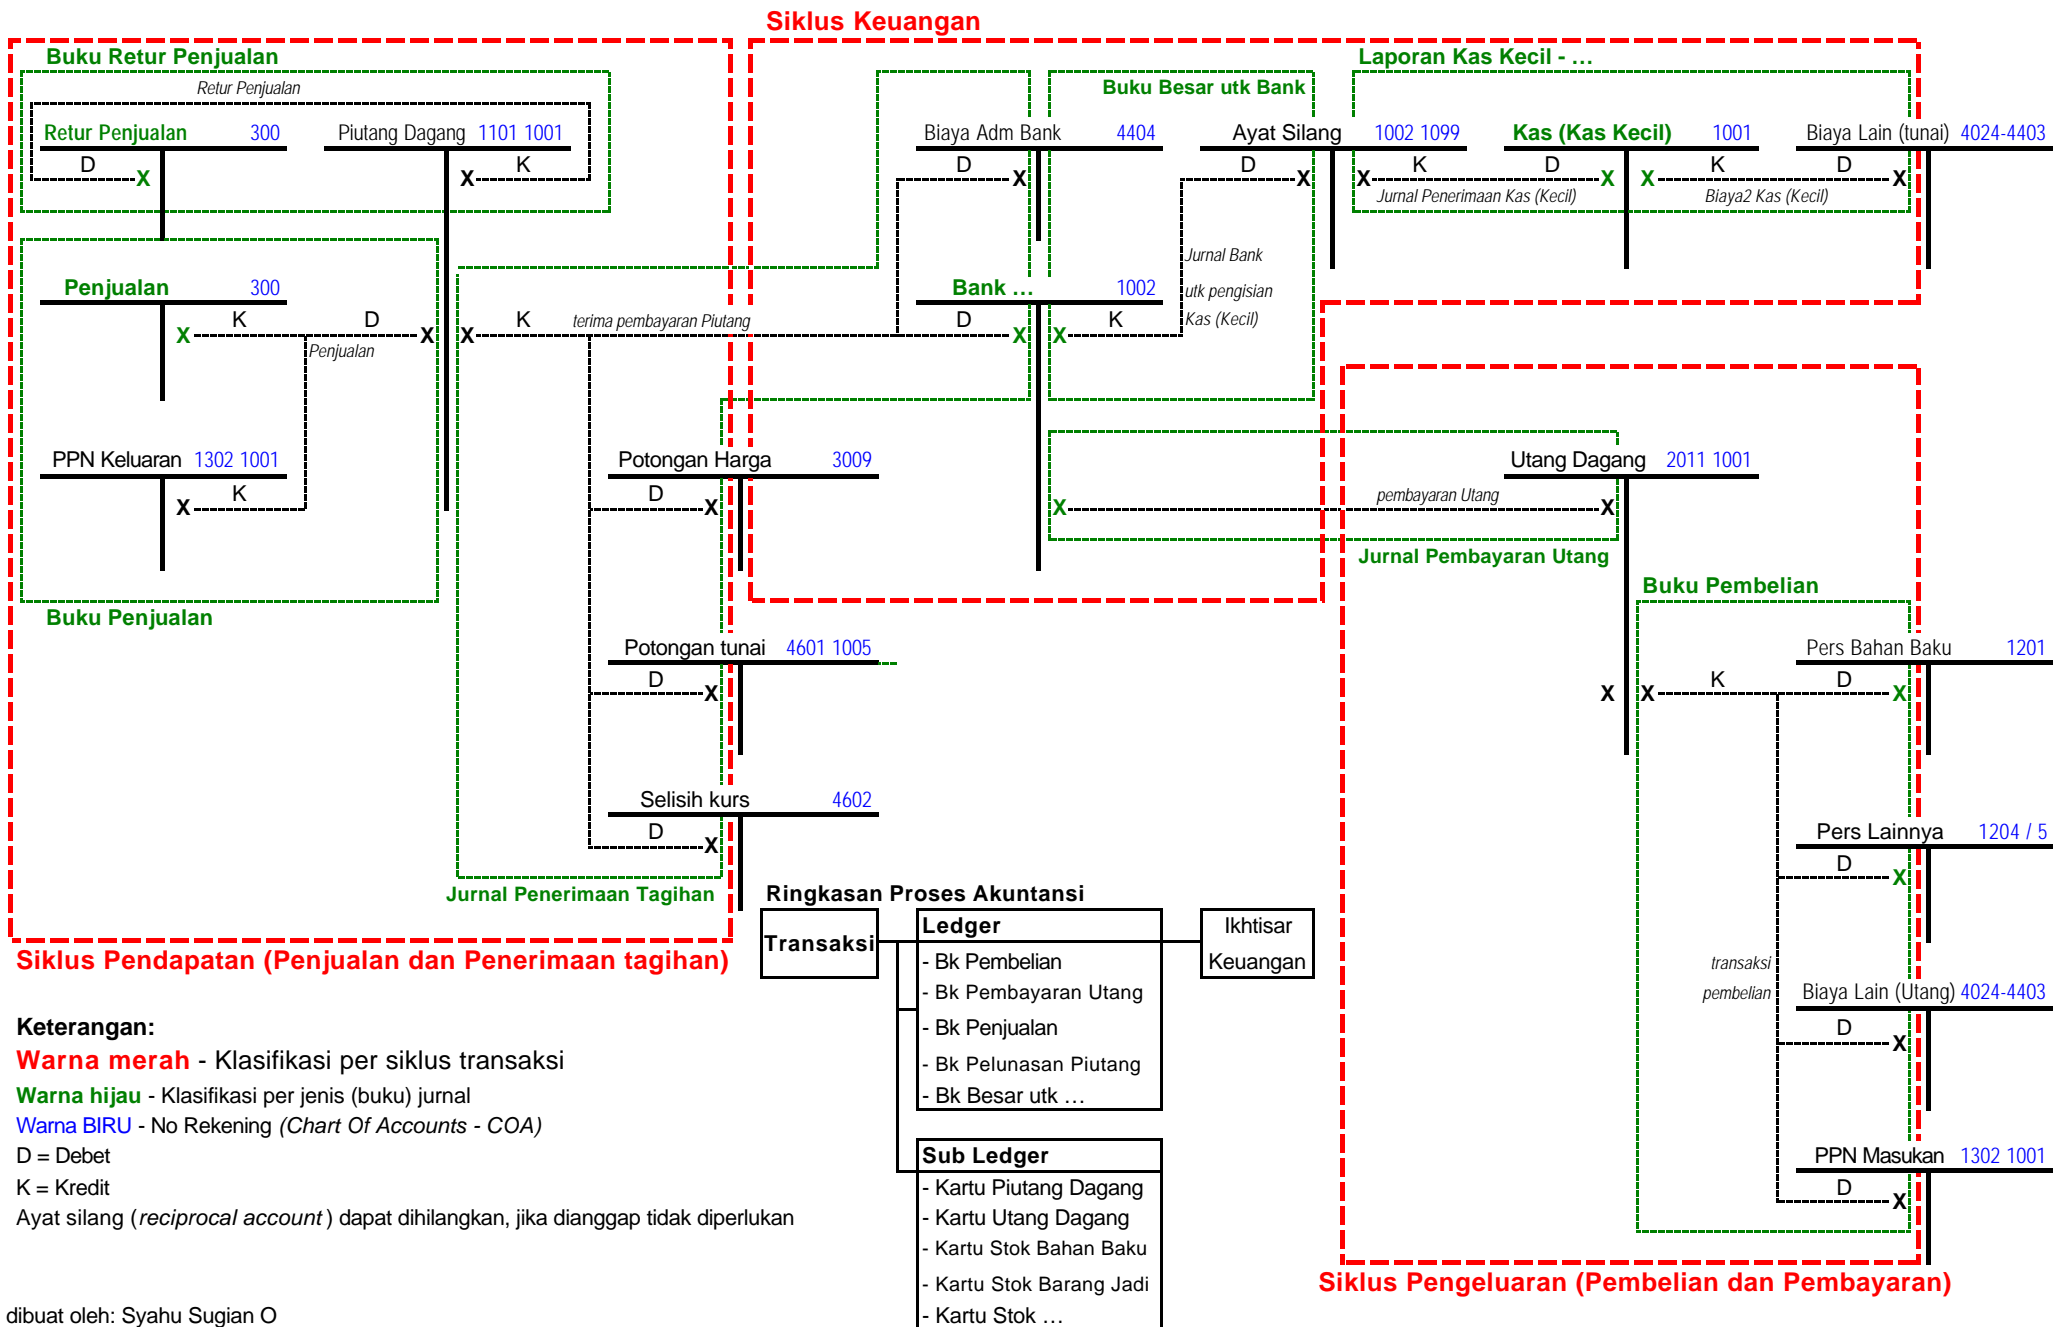 Siklus Keuangan
Buku Retur Penjualan
Laporan Kas Kecil - …
Retur Penjualan
Buku Besar utk Bank
Retur Penjualan 300
Piutang Dagang 1101 1001
Biaya Adm Bank 4404
Ayat Silang 1002 1099
Kas (Kas Kecil) 1001
Biaya Lain (tunai) 4024-4403
D X
X K
D X
D X
X K D X
X K D X
Jurnal Penerimaan Kas (Kecil)
Biaya2 Kas (Kecil)
Jurnal Bank
utk pengisian
Kas (Kecil)
Penjualan 300
Bank … 1002
X K D X
Penjualan
X K
terima pembayaran Piutang
D X
X K
PPN Keluaran 1302 1001
X K
Potongan Harga 3009
D X
Utang Dagang 2011 1001
X pembayaran Utang X
Jurnal Pembayaran Utang
Buku Pembelian
Buku Penjualan
Potongan tunai 4601 1005
D X
Pers Bahan Baku 1201
X X K D X
Selisih kurs 4602
D X
Pers Lainnya 1204 / 5
D X
Jurnal Penerimaan Tagihan
Siklus Pendapatan (Penjualan dan Penerimaan tagihan)
transaksi
pembelian
Biaya Lain (Utang) 4024-4403
D X
PPN Masukan 1302 1001
D X
Siklus Pengeluaran (Pembelian dan Pembayaran)
Ringkasan Proses Akuntansi
Transaksi
Ledger
- Bk Pembelian
- Bk Pembayaran Utang
- Bk Penjualan
- Bk Pelunasan Piutang
- Bk Besar utk …
Ikhtisar
Keuangan
Sub Ledger
- Kartu Piutang Dagang
- Kartu Utang Dagang
- Kartu Stok Bahan Baku
- Kartu Stok Barang Jadi
- Kartu Stok …
Keterangan:
Warna merah - Klasifikasi per siklus transaksi
Warna hijau - Klasifikasi per jenis (buku) jurnal
Warna BIRU - No Rekening (Chart Of Accounts - COA)
D = Debet
K = Kredit
Ayat silang (reciprocal account) dapat dihilangkan, jika dianggap tidak diperlukan
dibuat oleh: Syahu Sugian O